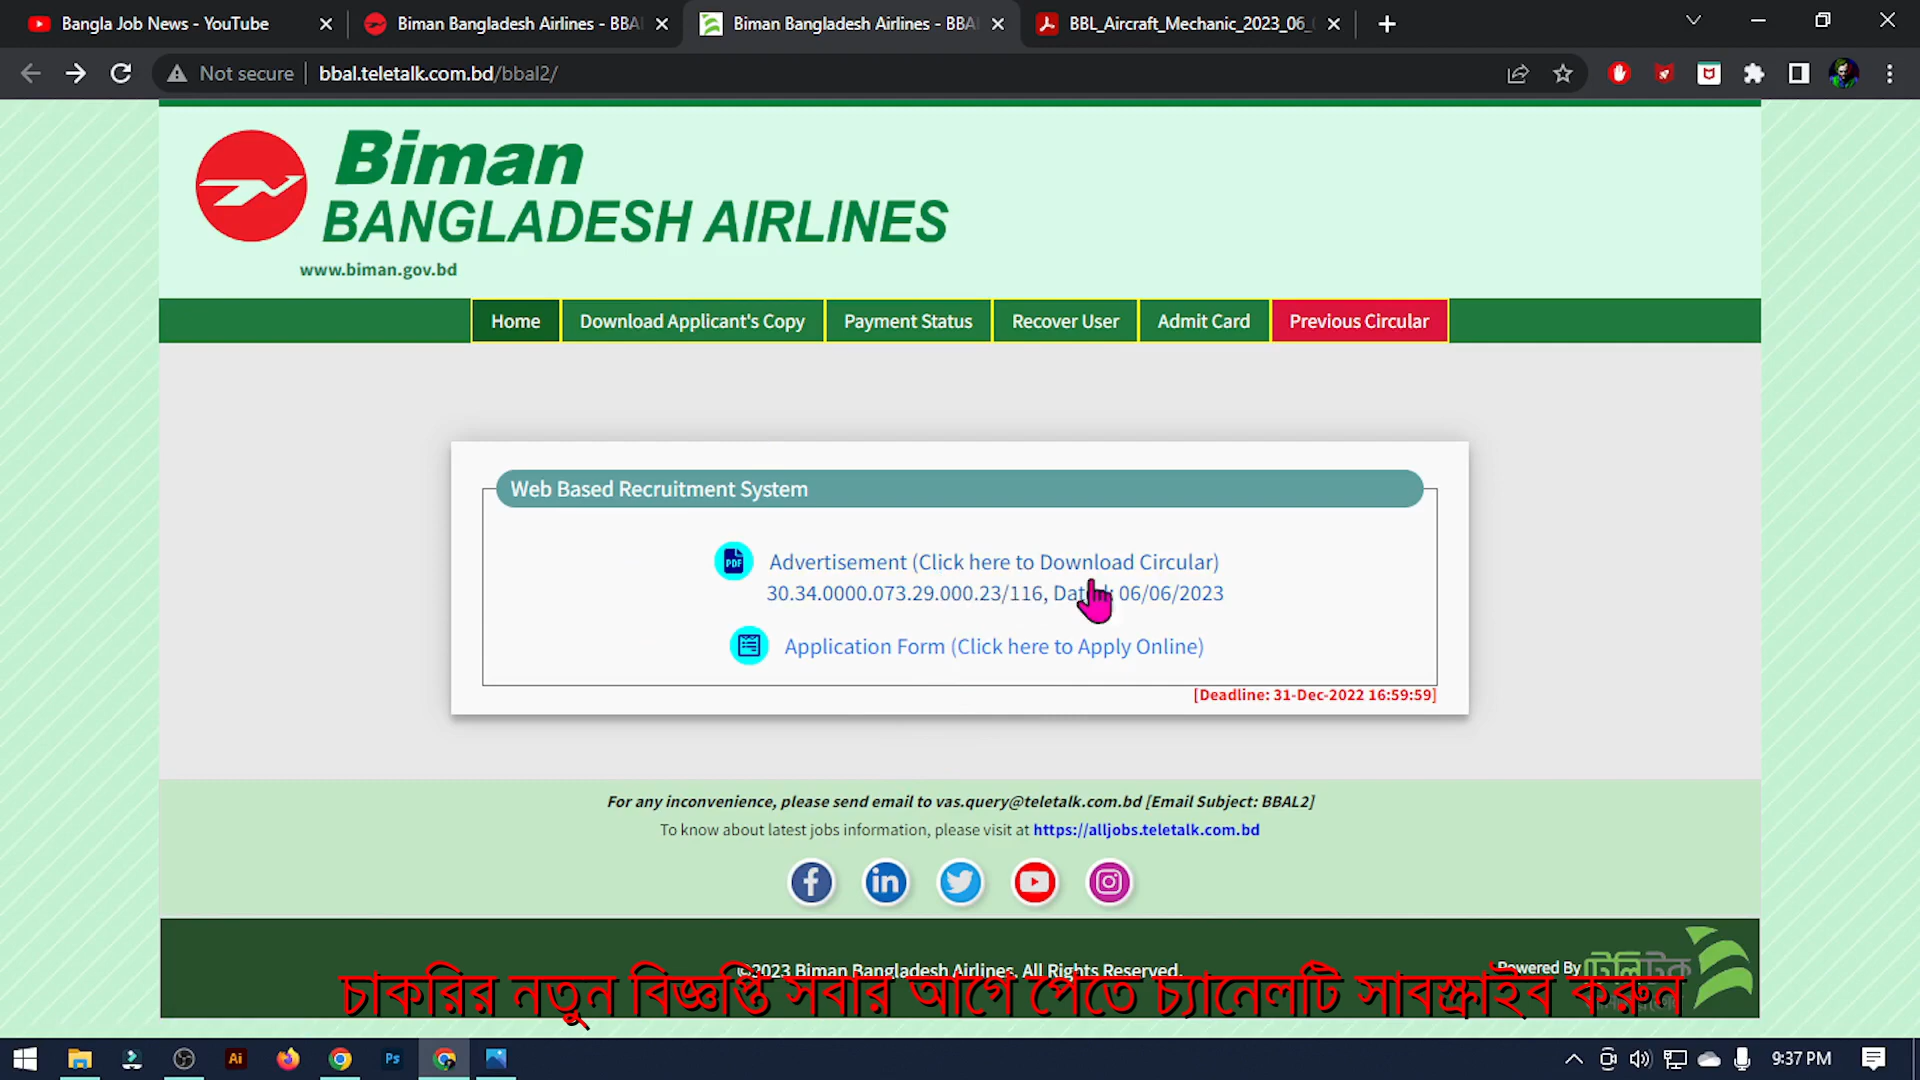 Bangla Job News - YouTube
Biman Bangladesh Airlines - BBA
Biman Bangladesh Airlines - BBA
BBL_Aircraft_Mechanic_2023_06_
Not secure
bbal.teletalk.com.bd/bbal2/
Biman
BANGLADESH AIRLINES
www.biman.gov.bd
Home
Download Applicant's Copy
Payment Status
Recover User
Admit Card
Previous Circular
Web Based Recruitment System
PDF
Advertisement (Click here to Download Circular)
30.34.0000.073.29.000.23/116, 06/06/2023
Application Form (Click here to Apply Online)
[Deadline: 31-Dec-2022 16:59:59]
For any inconvenience, please send email to vas.query@teletalk.com.bd [Email Subject: BBAL2]
To know about latest jobs information, please visit at https://alljobs.teletalk.com.bd
©2023 Biman Bangladesh Airlines, All Rights Reserved.
Powered By
টেলিটক
চাকরির নতুন বিজ্ঞপ্তি সবার আগে পেতে চ্যানেলটি সাবস্ক্রাইব করুন
Ai
Ps
9:37 PM